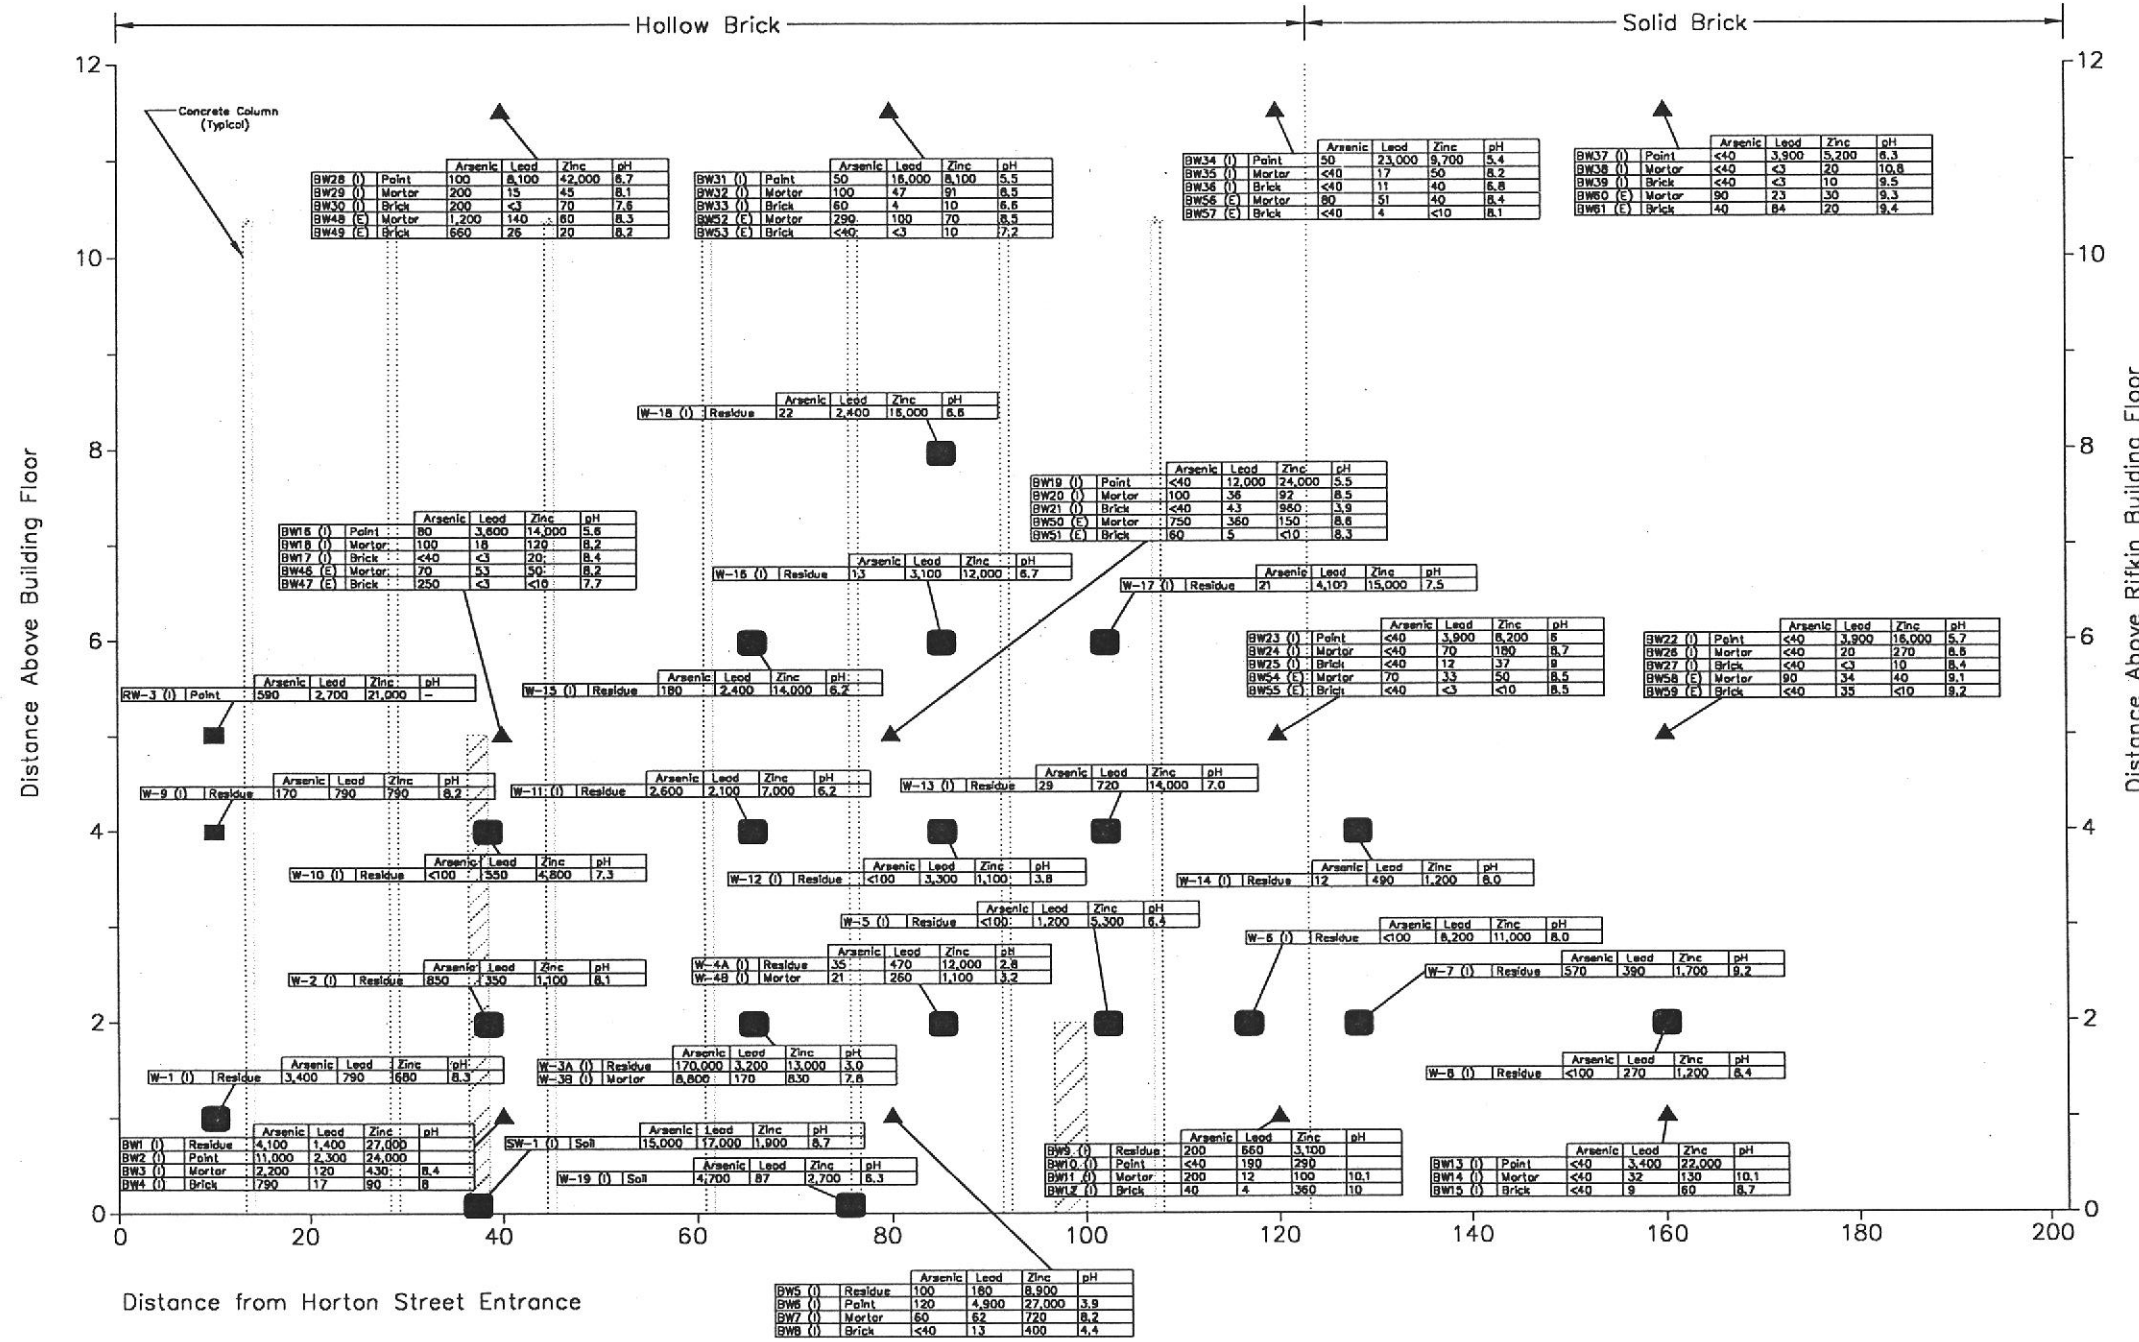 Hollow Brick
Solid Brick
Concrete Column
(Typical)
Arsenic Lead Zinc pH
BW28 (I) Paint 100 8,100 42,000 6.7
BW29 (I) Mortar 200 15 45 8.1
BW30 (I) Brick 200 <3 70 7.6
BW48 (E) Mortar 1,200 140 60 8.3
BW49 (E) Brick 660 26 20 8.2
Arsenic Lead Zinc pH
BW31 (I) Paint 50 16,000 8,100 5.5
BW32 (I) Mortar 100 47 91 8.5
BW33 (I) Brick 60 4 10 6.6
BW52 (E) Mortar 290 100 70 8.5
BW53 (E) Brick <40 <3 10 7.2
Arsenic Lead Zinc pH
BW34 (I) Paint 50 23,000 9,700 5.4
BW35 (I) Mortar <40 17 50 8.2
BW36 (I) Brick <40 11 40 6.8
BW56 (E) Mortar 80 51 40 8.4
BW57 (E) Brick <40 4 <10 8.1
Arsenic Lead Zinc pH
BW37 (I) Paint <40 3,900 5,200 6.3
BW38 (I) Mortar <40 <3 20 10.8
BW39 (I) Brick <40 <3 10 9.5
BW60 (E) Mortar 90 23 30 9.3
BW61 (E) Brick 40 84 20 9.4
Arsenic Lead Zinc pH
W-18 (I) Residue 22 2,400 16,000 6.6
Arsenic Lead Zinc pH
BW19 (I) Paint <40 12,000 24,000 5.5
BW20 (I) Mortar 100 36 92 8.5
BW21 (I) Brick <40 43 980 3.9
BW50 (E) Mortar 750 360 150 8.6
BW51 (E) Brick 60 5 <10 8.3
Arsenic Lead Zinc pH
BW16 (I) Paint 80 3,600 14,000 5.6
BW18 (I) Mortar 100 18 120 8.2
BW17 (I) Brick <40 <3 20 8.4
BW46 (E) Mortar 70 53 50 8.2
BW47 (E) Brick 250 <3 <10 7.7
Arsenic Lead Zinc pH
W-16 (I) Residue 13 3,100 12,000 6.7
Arsenic Lead Zinc pH
W-17 (I) Residue 21 4,100 15,000 7.5
Arsenic Lead Zinc pH
BW23 (I) Paint <40 3,900 8,200 6
BW24 (I) Mortar <40 70 180 8.7
BW25 (I) Brick <40 12 37 9
BW54 (E) Mortar 70 33 50 8.5
BW55 (E) Brick <40 <3 <10 8.5
Arsenic Lead Zinc pH
BW22 (I) Paint <40 3,900 16,000 5.7
BW26 (I) Mortar <40 20 270 8.6
BW27 (I) Brick <40 <3 10 8.4
BW58 (E) Mortar 90 34 40 9.1
BW59 (E) Brick <40 35 <10 9.2
Arsenic Lead Zinc pH
RW-3 (I) Paint 590 2,700 21,000 –
Arsenic Lead Zinc pH
W-15 (I) Residue 180 2,400 14,000 6.2
Arsenic Lead Zinc pH
W-9 (I) Residue 170 790 790 8.2
Arsenic Lead Zinc pH
W-11 (I) Residue 2,600 2,100 7,000 6.2
Arsenic Lead Zinc pH
W-13 (I) Residue 29 720 14,000 7.0
Arsenic Lead Zinc pH
W-10 (I) Residue <100 550 4,800 7.3
Arsenic Lead Zinc pH
W-12 (I) Residue <100 3,300 1,100 3.8
Arsenic Lead Zinc pH
W-14 (I) Residue 12 490 1,200 8.0
Arsenic Lead Zinc pH
W-5 (I) Residue <100 1,200 5,300 6.4
Arsenic Lead Zinc pH
W-6 (I) Residue <100 8,200 11,000 8.0
Arsenic Lead Zinc pH
W-2 (I) Residue 850 350 1,100 8.1
Arsenic Lead Zinc pH
W-4A (I) Residue 35 470 12,000 2.8
W-4B (I) Mortar 21 260 1,100 3.2
Arsenic Lead Zinc pH
W-7 (I) Residue 570 390 1,700 9.2
Arsenic Lead Zinc pH
W-1 (I) Residue 3,400 790 680 8.3
Arsenic Lead Zinc pH
W-3A (I) Residue 170,000 3,200 13,000 3.0
W-3B (I) Mortar 8,800 170 830 7.8
Arsenic Lead Zinc pH
W-8 (I) Residue <100 270 1,200 8.4
Arsenic Lead Zinc pH
BW1 (I) Residue 4,100 1,400 27,000
BW2 (I) Paint 11,000 2,300 24,000
BW3 (I) Mortar 2,200 120 430 8.4
BW4 (I) Brick 790 17 90 8
Arsenic Lead Zinc pH
SW-1 (I) Soil 15,000 17,000 1,900 8.7
Arsenic Lead Zinc pH
W-19 (I) Soil 4,700 87 2,700 6.3
Arsenic Lead Zinc pH
BW9 (I) Residue 200 660 3,100
BW10 (I) Paint <40 190 290
BW11 (I) Mortar 200 12 100 10.1
BW12 (I) Brick 40 4 360 10
Arsenic Lead Zinc pH
BW13 (I) Paint <40 3,400 22,000
BW14 (I) Mortar <40 32 130 10.1
BW15 (I) Brick <40 9 60 8.7
Arsenic Lead Zinc pH
BW5 (I) Residue 100 180 8,900
BW6 (I) Paint 120 4,900 27,000 3.9
BW7 (I) Mortar 60 62 720 8.2
BW8 (I) Brick <40 13 400 4.4
12
10
8
6
4
2
0
12
10
8
6
4
2
0
0 20 40 60 80 100 120 140 160 180 200
Distance Above Building Floor
Distance Above Rifkin Building Floor
Distance from Horton Street Entrance